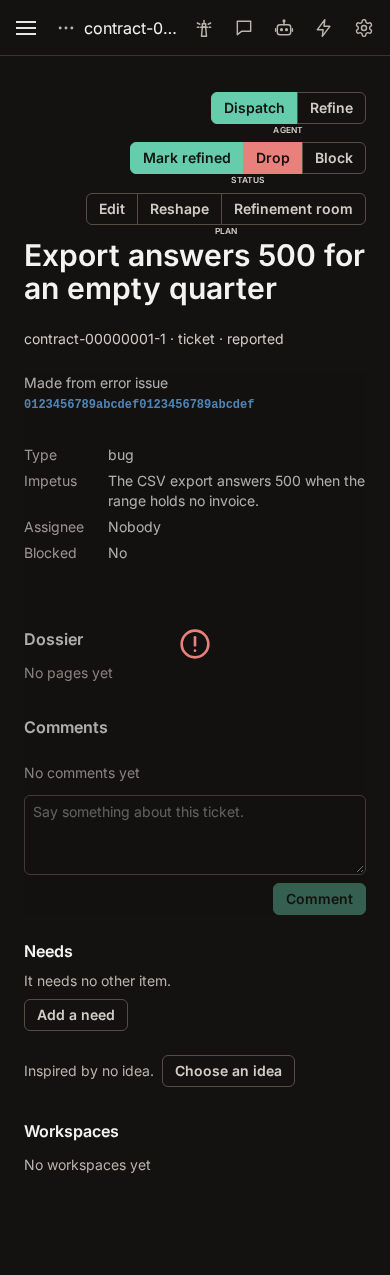 contract-0...
Dispatch Refine
AGENT
Mark refined Drop Block
STATUS
Edit Reshape Refinement room
PLAN
Export answers 500 for
an empty quarter
contract-00000001-1 · ticket · reported
Made from error issue
0123456789abcdef0123456789abcdef
Type bug
Impetus The CSV export answers 500 when the
range holds no invoice.
Assignee Nobody
Blocked No
Dossier
No pages yet
Comments
No comments yet
Say something about this ticket.
Comment
Needs
It needs no other item.
Add a need
Inspired by no idea. Choose an idea
Workspaces
No workspaces yet